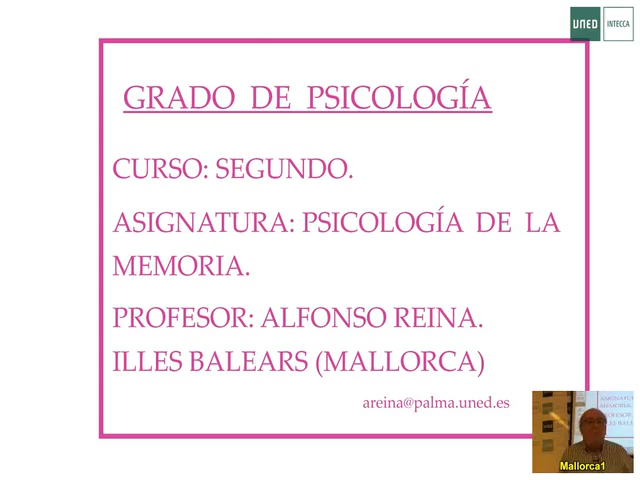 UNED INTECCA
GRADO DE PSICOLOGÍA
CURSO: SEGUNDO.
ASIGNATURA: PSICOLOGÍA DE LA
MEMORIA.
PROFESOR: ALFONSO REINA.
ILLES BALEARS (MALLORCA)
areina@palma.uned.es
Mallorca1